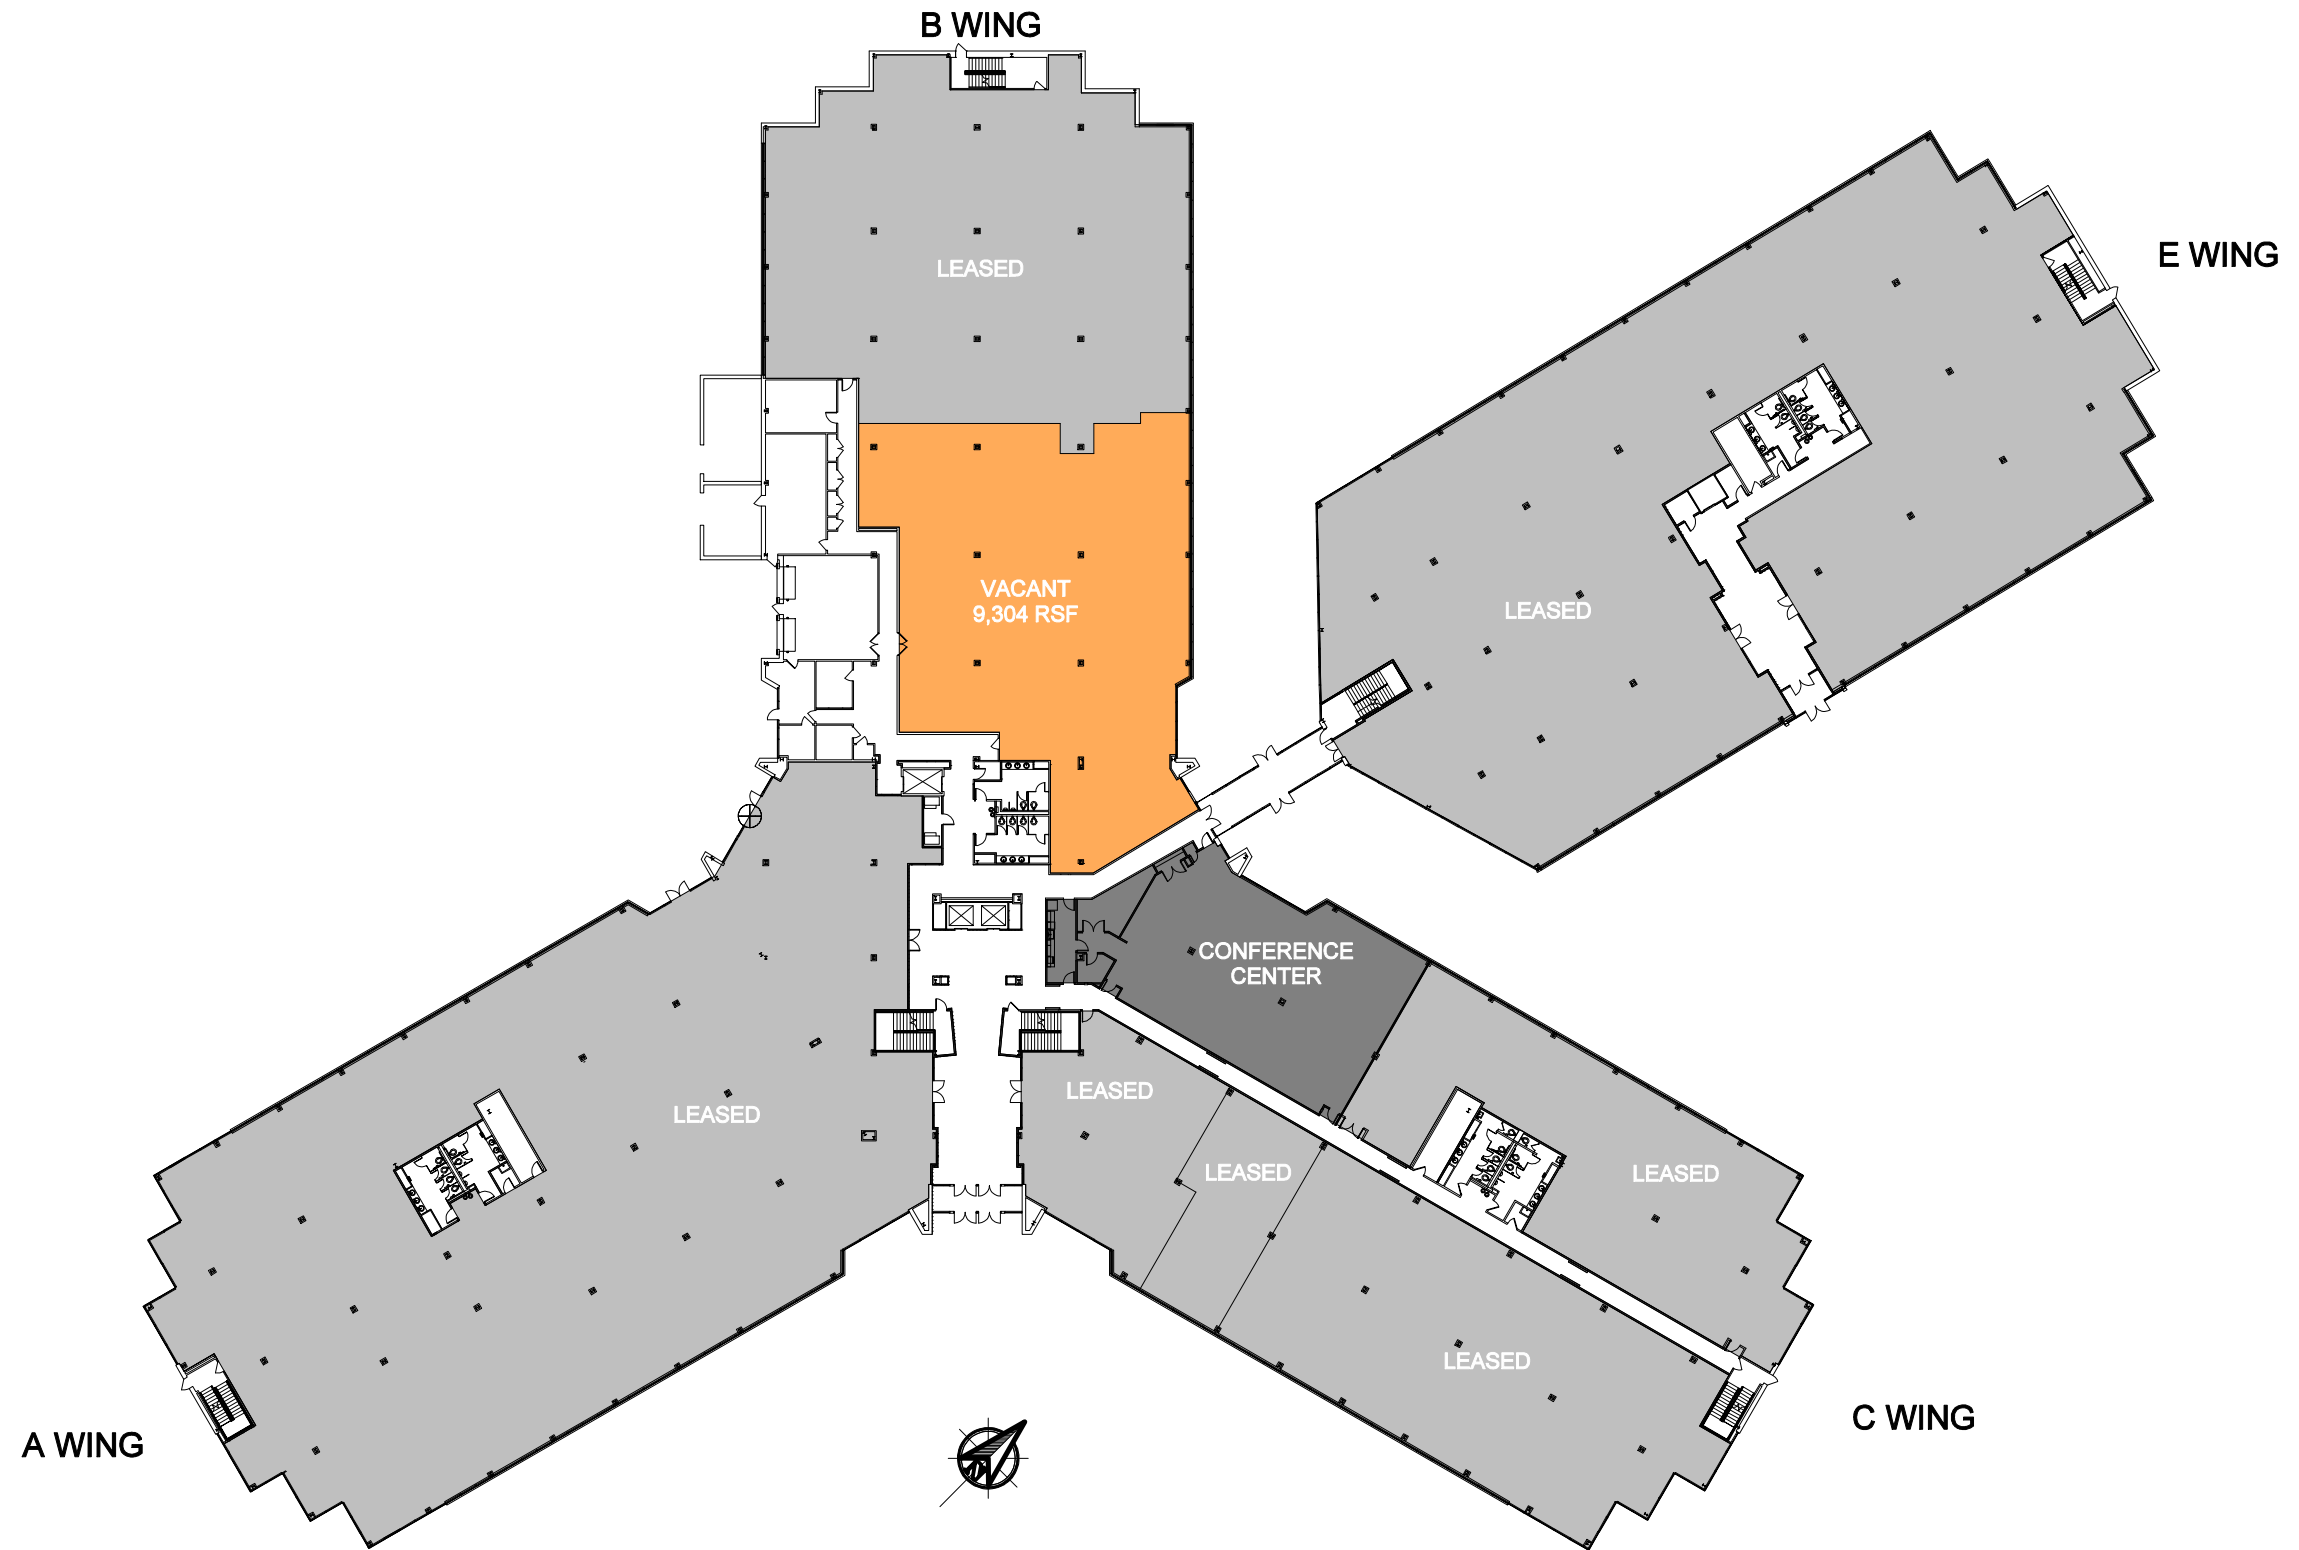 B WING
E WING
LEASED
VACANT
9,304 RSF
LEASED
CONFERENCE
CENTER
LEASED
LEASED
LEASED
LEASED
LEASED
C WING
A WING